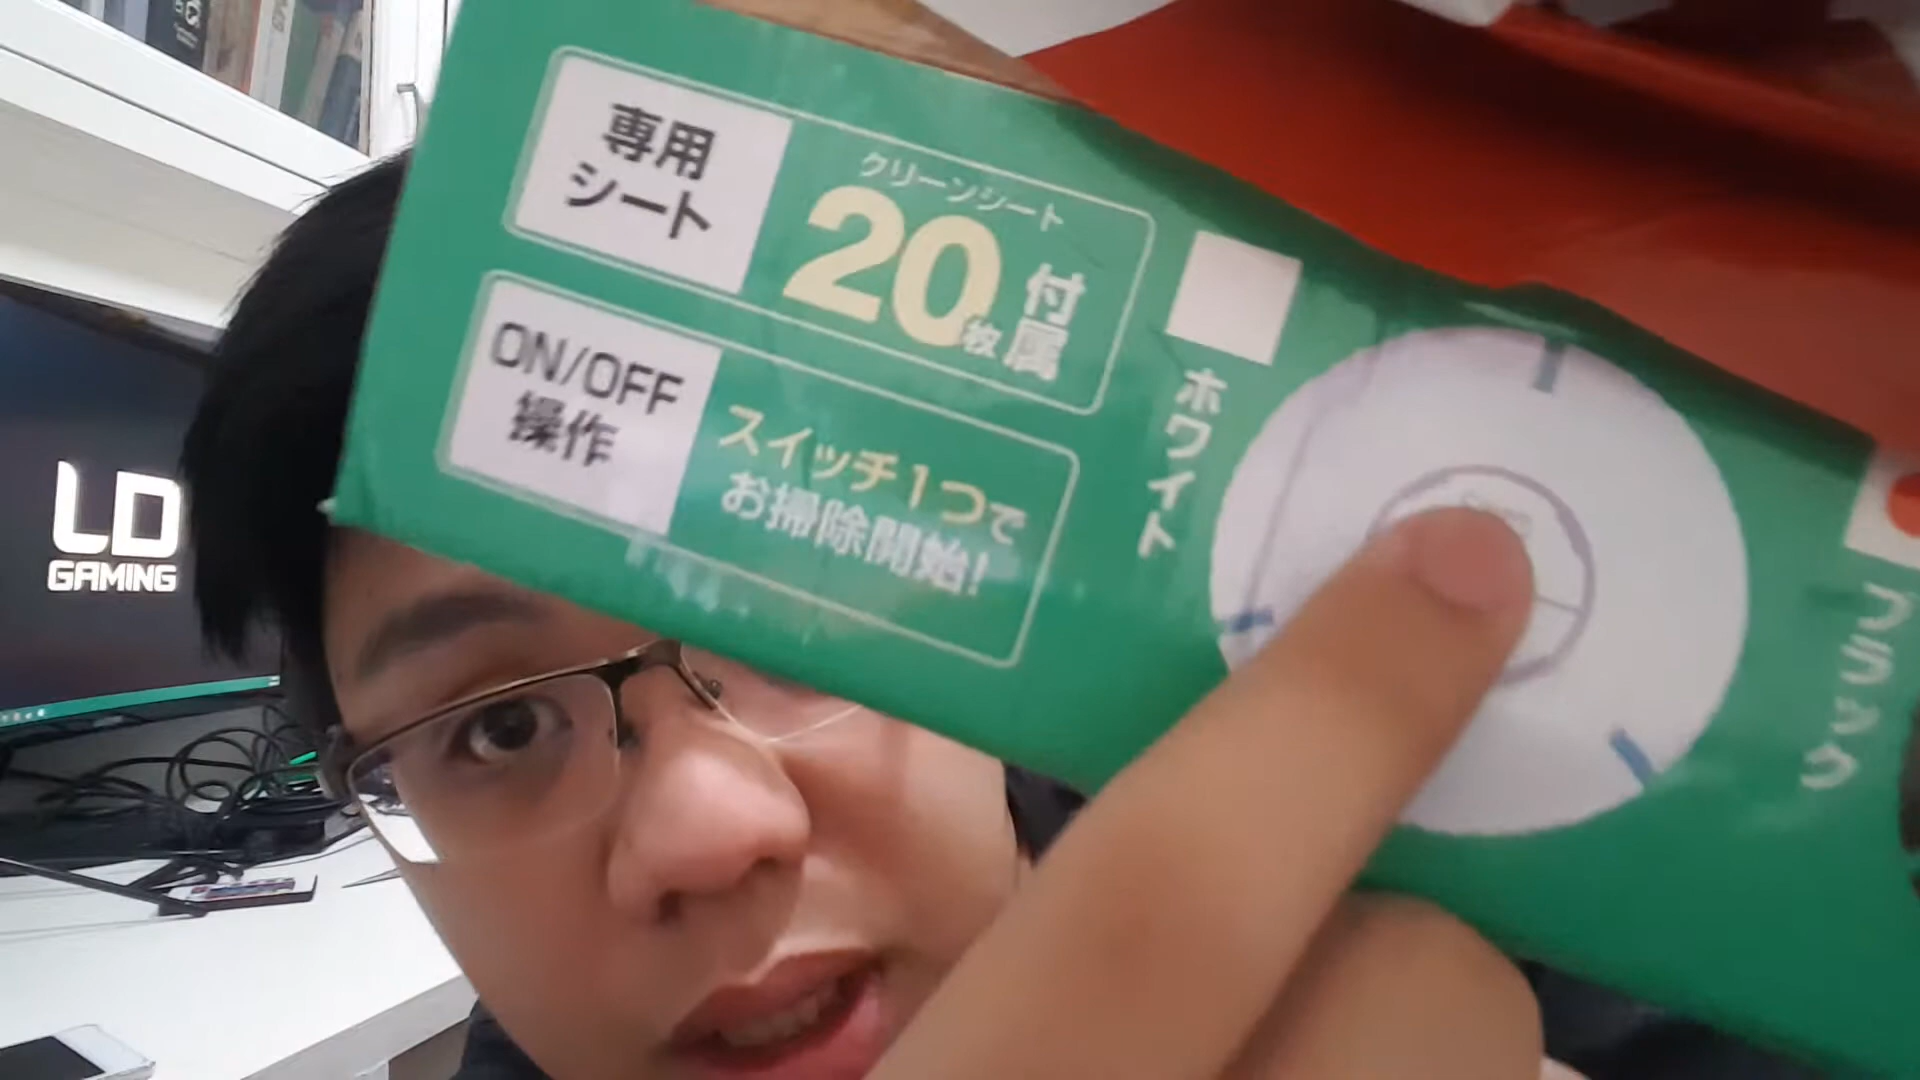 専用
シート
クリーンシート
20枚付属
ON/OFF
操作
スイッチ1つで
お掃除開始!
ホワイト
ブラック
LD
GAMING